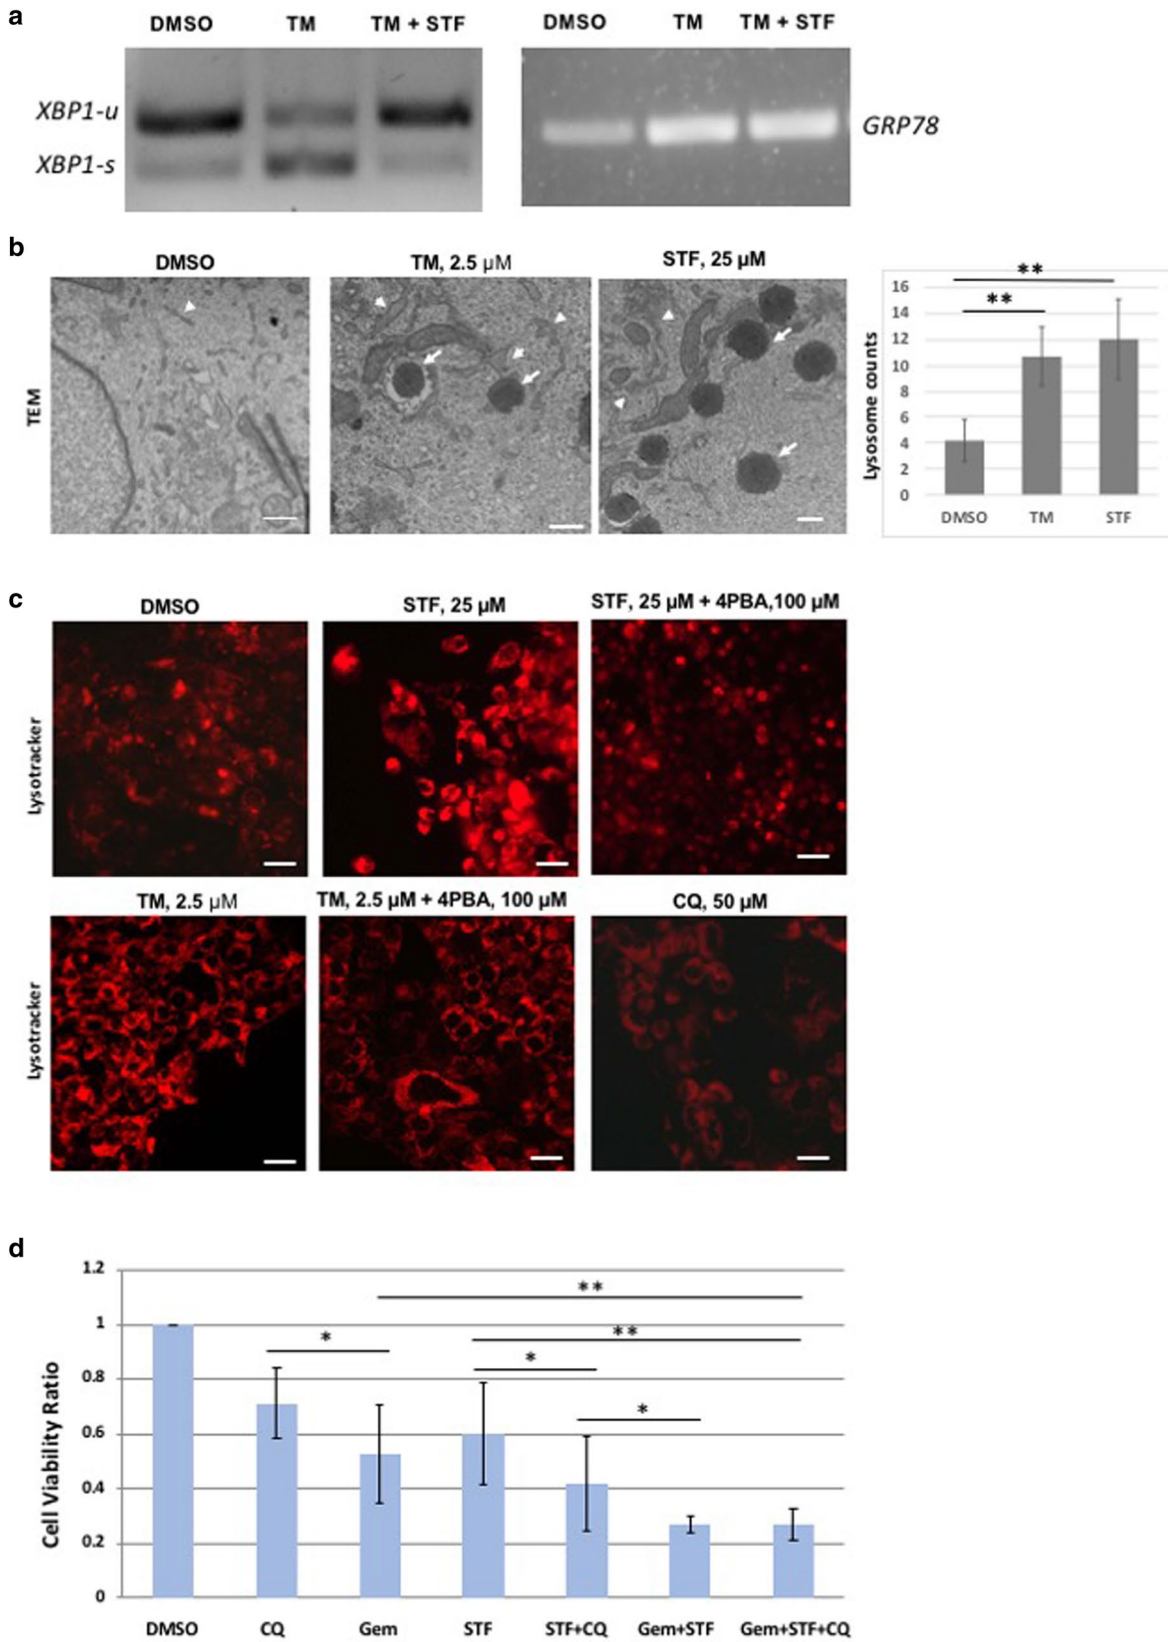 a
DMSO TM TM + STF
DMSO TM TM + STF
XBP1-u
XBP1-s
GRP78
b
DMSO
TM, 2.5 µM
STF, 25 µM
TEM
**
**
Lysosome counts
16
14
12
10
8
6
4
2
0
DMSO TM STF
c
DMSO
STF, 25 µM
STF, 25 µM + 4PBA,100 µM
Lysotracker
TM, 2.5 µM
TM, 2.5 µM + 4PBA, 100 µM
CQ, 50 µM
Lysotracker
d
Cell Viability Ratio
1.2
1
0.8
0.6
0.4
0.2
0
**
**
*
*
*
DMSO CQ Gem STF STF+CQ Gem+STF Gem+STF+CQ